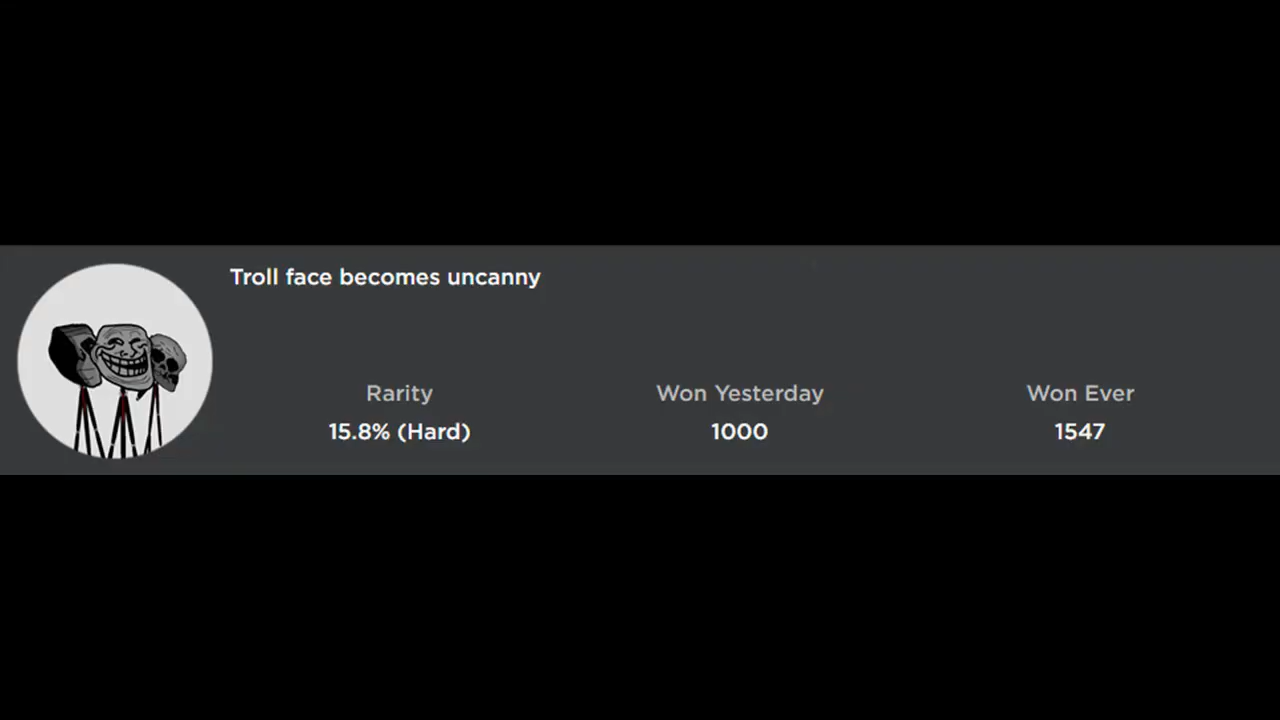 Troll face becomes uncanny
Rarity Won Yesterday Won Ever
15.8% (Hard) 1000 1547